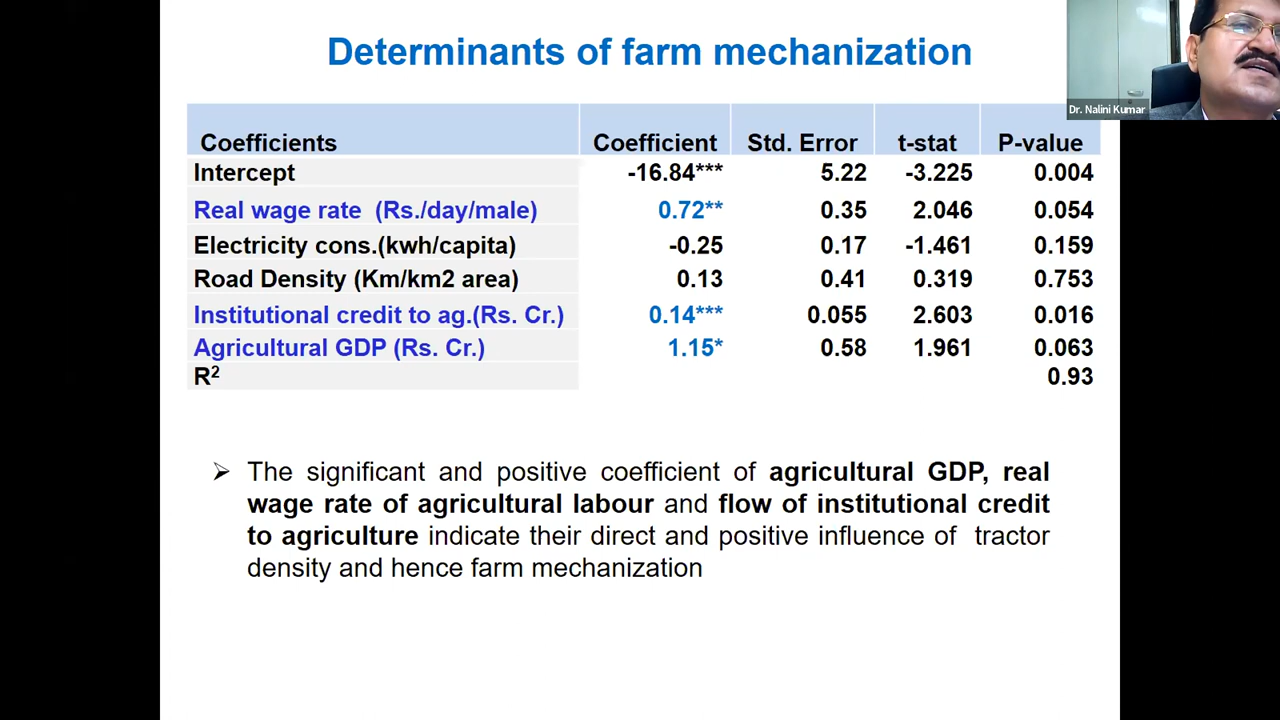 Determinants of farm mechanization
Dr. Nalini Kumar
Coefficients Coefficient Std. Error t-stat P-value
Intercept -16.84*** 5.22 -3.225 0.004
Real wage rate (Rs./day/male) 0.72** 0.35 2.046 0.054
Electricity cons.(kwh/capita) -0.25 0.17 -1.461 0.159
Road Density (Km/km2 area) 0.13 0.41 0.319 0.753
Institutional credit to ag.(Rs. Cr.) 0.14*** 0.055 2.603 0.016
Agricultural GDP (Rs. Cr.) 1.15* 0.58 1.961 0.063
R² 0.93
➢ The significant and positive coefficient of agricultural GDP, real
wage rate of agricultural labour and flow of institutional credit
to agriculture indicate their direct and positive influence of tractor
density and hence farm mechanization